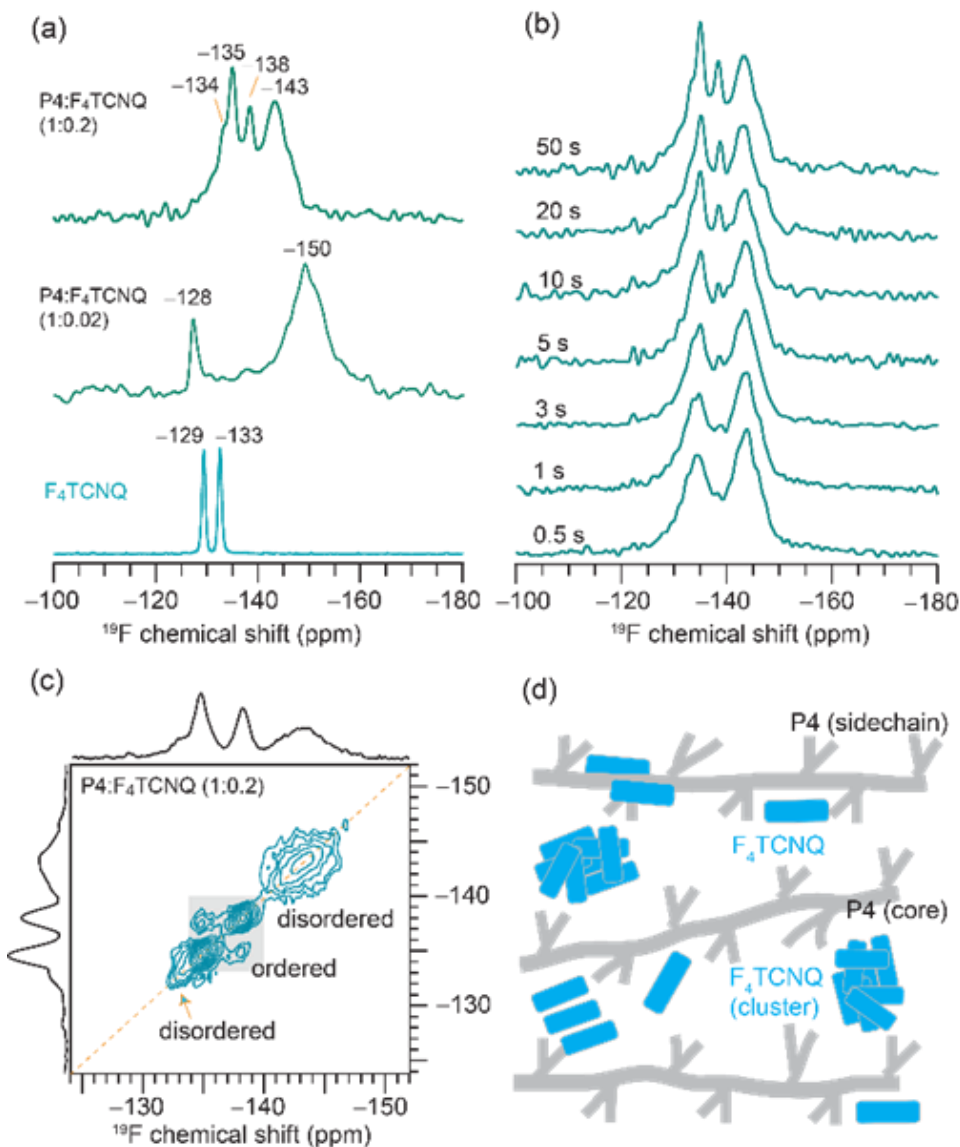 (a)
−135
−138
−134
−143
P4:F₄TCNQ
(1:0.2)
−150
−128
P4:F₄TCNQ
(1:0.02)
−129
−133
F₄TCNQ
−100
−120
−140
−160
−180
¹⁹F chemical shift (ppm)
(b)
50 s
20 s
10 s
5 s
3 s
1 s
0.5 s
−100
−120
−140
−160
−180
¹⁹F chemical shift (ppm)
(c)
P4:F₄TCNQ (1:0.2)
−150
−140
−130
disordered
ordered
disordered
−130
−140
−150
¹⁹F chemical shift (ppm)
(d)
P4 (sidechain)
F₄TCNQ
P4 (core)
F₄TCNQ
(cluster)